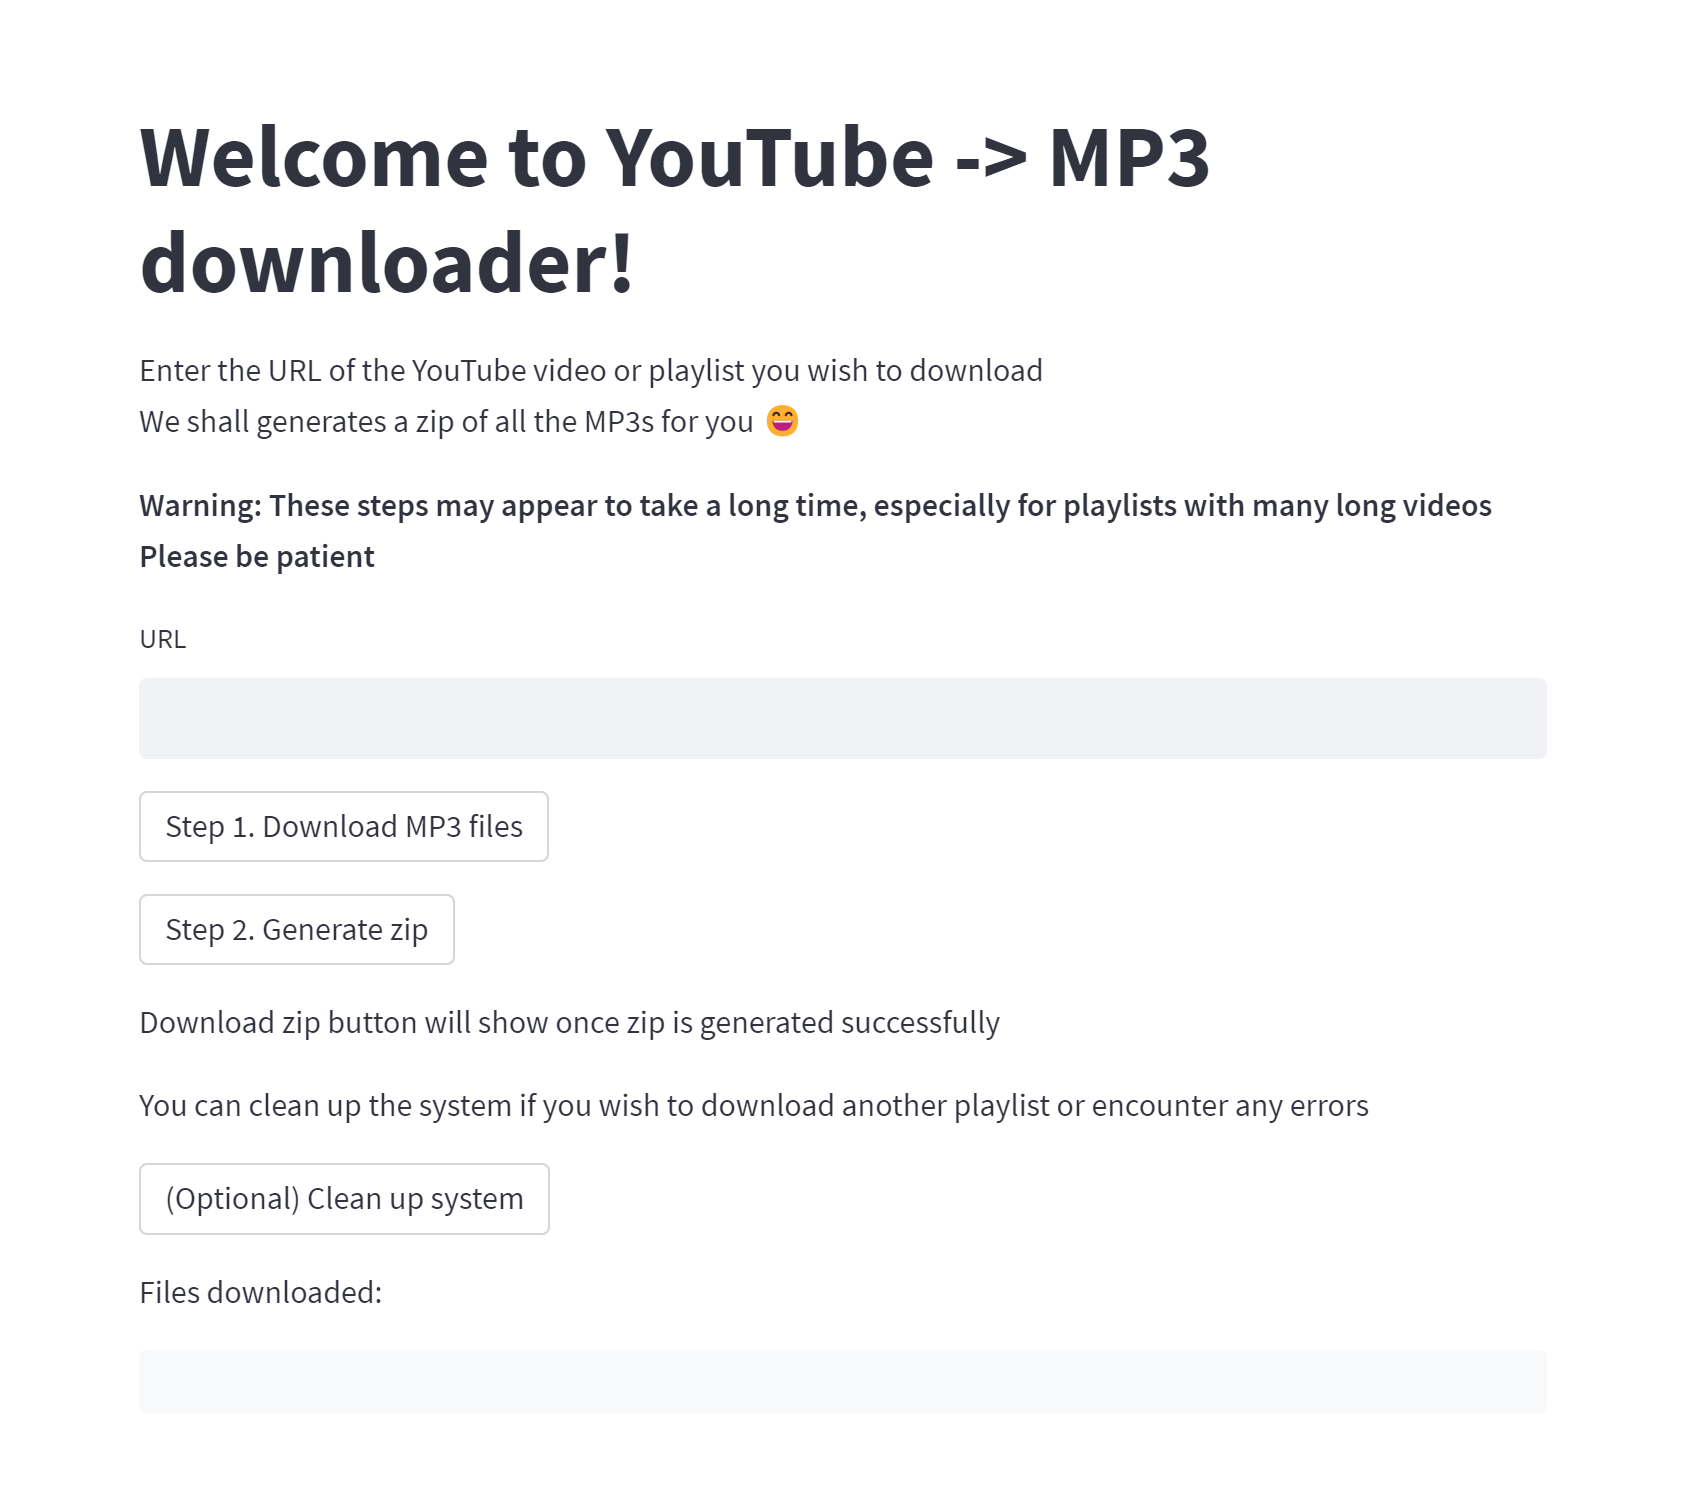 Welcome to YouTube -> MP3
downloader!
Enter the URL of the YouTube video or playlist you wish to download
We shall generates a zip of all the MP3s for you 😄
Warning: These steps may appear to take a long time, especially for playlists with many long videos
Please be patient
URL
Step 1. Download MP3 files
Step 2. Generate zip
Download zip button will show once zip is generated successfully
You can clean up the system if you wish to download another playlist or encounter any errors
(Optional) Clean up system
Files downloaded: